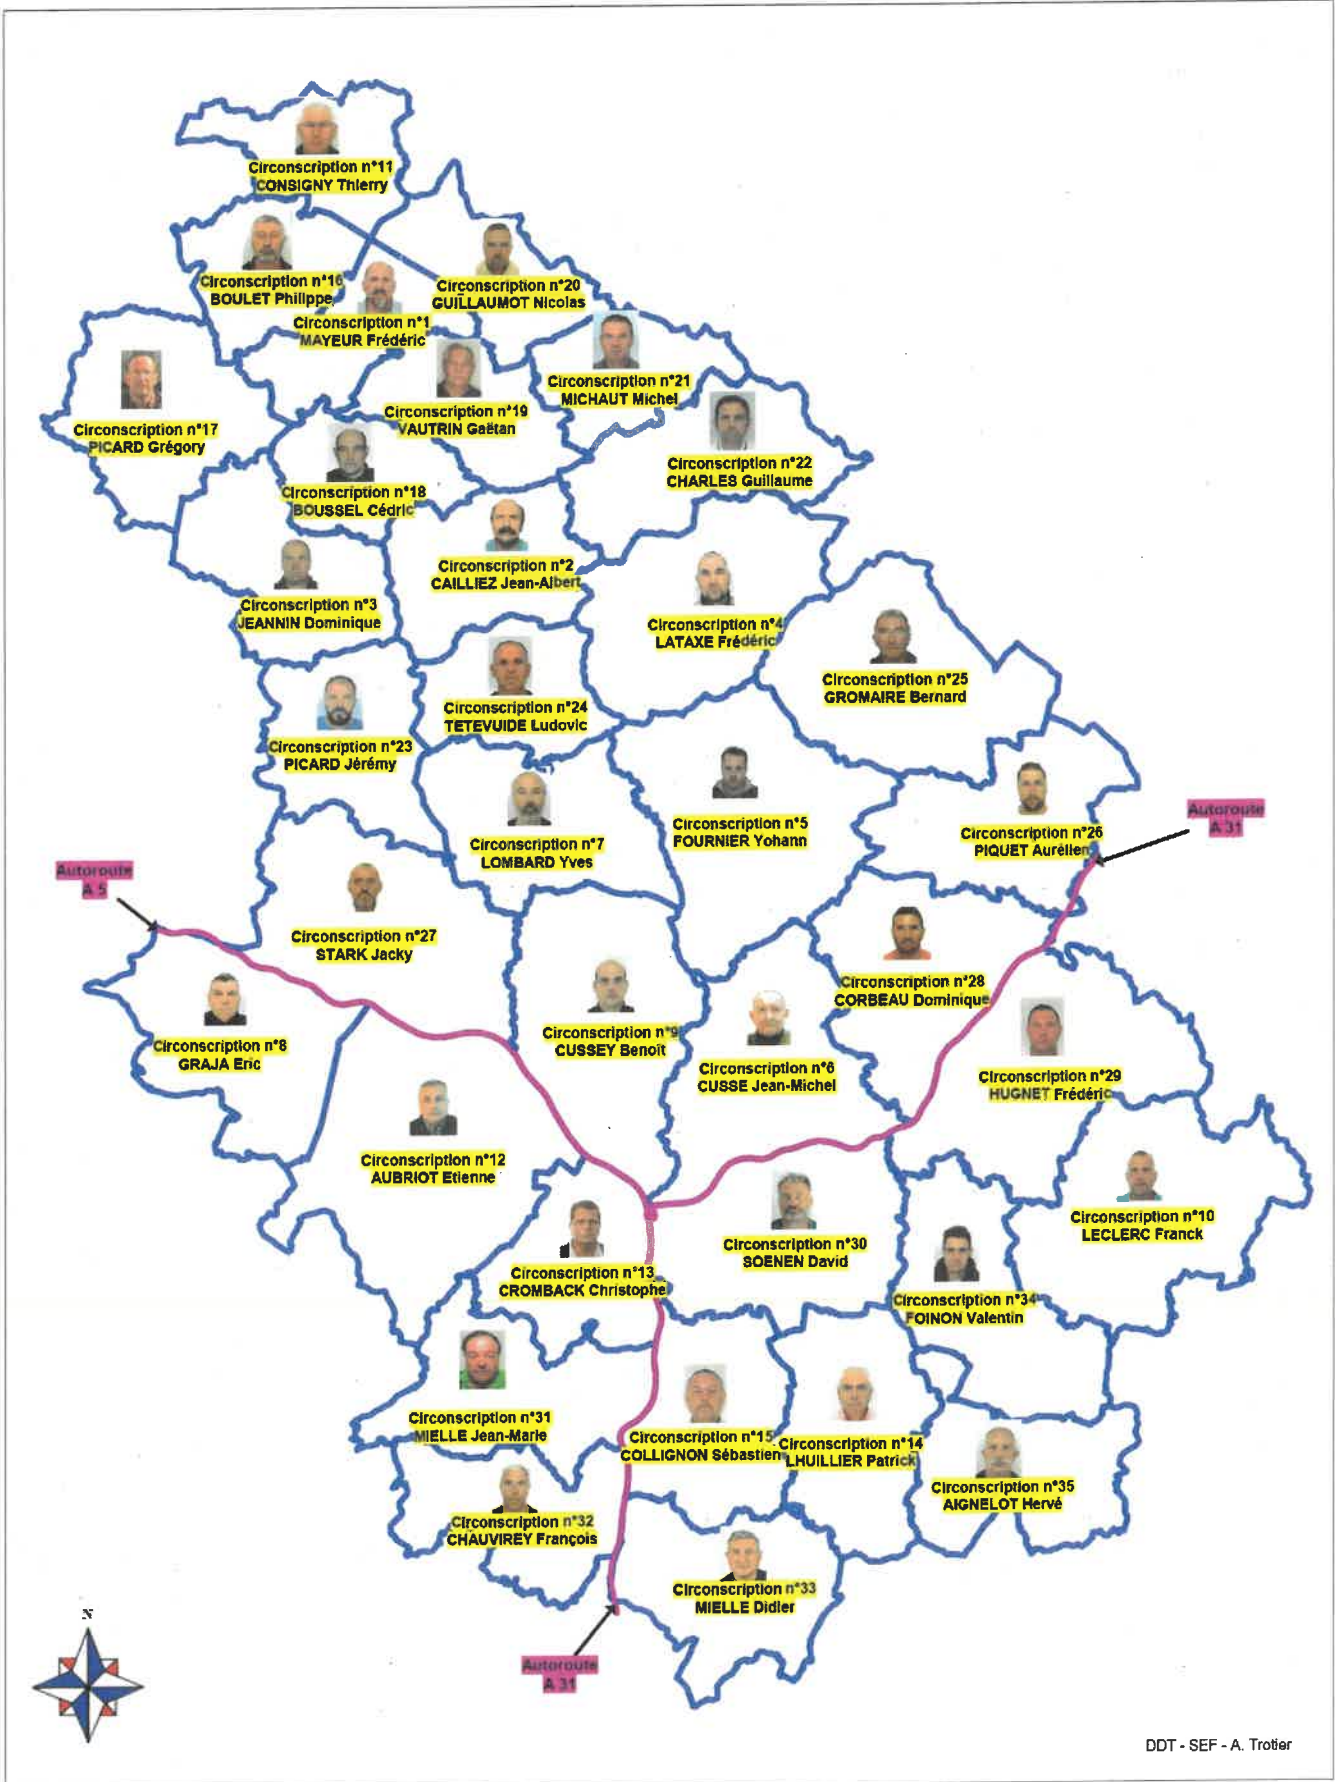 Circonscription n°11
CONSIGNY Thierry
Circonscription n°16
BOULET Philippe
Circonscription n°20
GUILLAUMOT Nicolas
Circonscription n°1
MAYEUR Frédéric
Circonscription n°21
MICHAUT Michel
Circonscription n°19
VAUTRIN Gaëtan
Circonscription n°17
PICARD Grégory
Circonscription n°22
CHARLES Guillaume
Circonscription n°18
BOUSSEL Cédric
Circonscription n°2
CAILLIEZ Jean-Albert
Circonscription n°3
JEANNIN Dominique
Circonscription n°4
LATAXE Frédéric
Circonscription n°25
GROMAIRE Bernard
Circonscription n°24
TETEVUIDE Ludovic
Circonscription n°23
PICARD Jérémy
Circonscription n°5
FOURNIER Yohann
Circonscription n°26
PIQUET Aurélien
Autoroute
A 31
Circonscription n°7
LOMBARD Yves
Autoroute
A 5
Circonscription n°27
STARK Jacky
Circonscription n°28
CORBEAU Dominique
Circonscription n°9
CUSSEY Benoît
Circonscription n°8
GRAJA Eric
Circonscription n°6
CUSSE Jean-Michel
Circonscription n°29
HUGNET Frédéric
Circonscription n°12
AUBRIOT Etienne
Circonscription n°10
LECLERC Franck
Circonscription n°30
SOENEN David
Circonscription n°13
CROMBACK Christophe
Circonscription n°34
FOINON Valentin
Circonscription n°31
MIELLE Jean-Marie
Circonscription n°15
COLLIGNON Sébastien
Circonscription n°14
LHUILLIER Patrick
Circonscription n°35
AIGNELOT Hervé
Circonscription n°32
CHAUVIREY François
Circonscription n°33
MIELLE Didier
N
Autoroute
A 31
DDT - SEF - A. Trotier